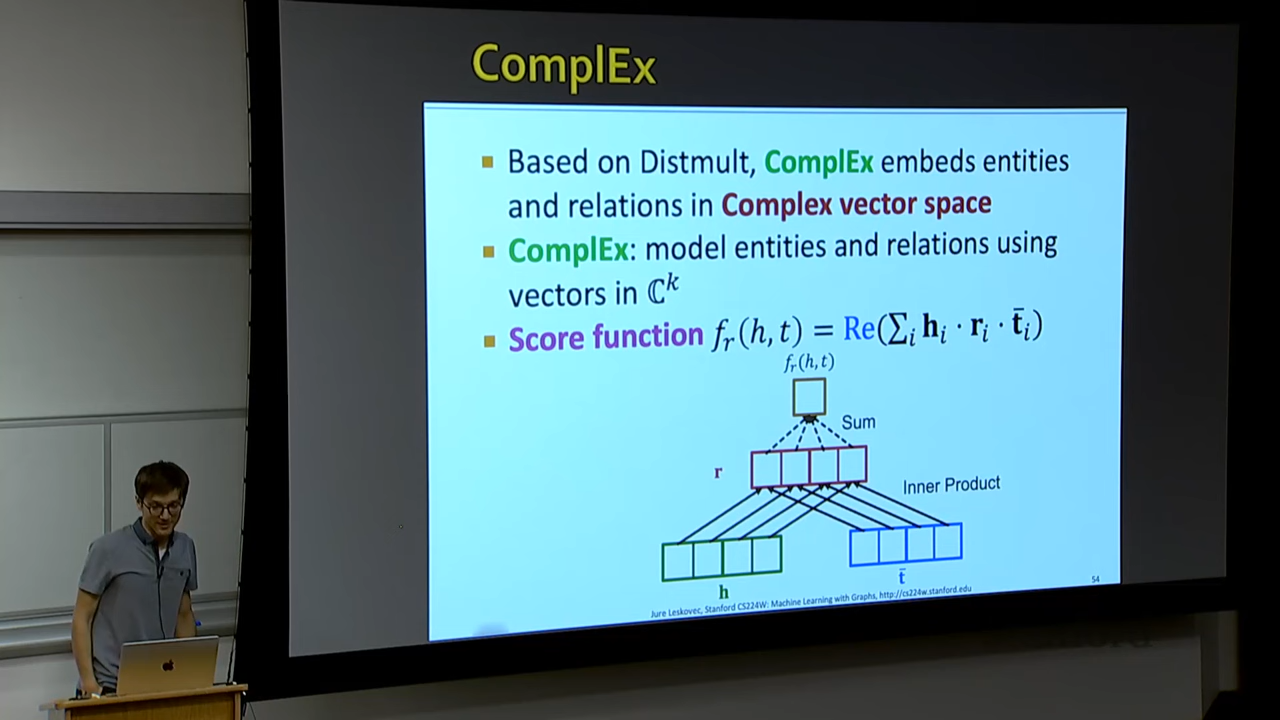 ComplEx
Based on Distmult, ComplEx embeds entities
and relations in Complex vector space
ComplEx: model entities and relations using
vectors in ℂᵏ
Score function f_r(h, t) = Re(∑_i h_i · r_i · t̄_i)
f_r(h, t)
Sum
r
Inner Product
h
t̄
Jure Leskovec, Stanford CS224W: Machine Learning with Graphs, http://cs224w.stanford.edu
54